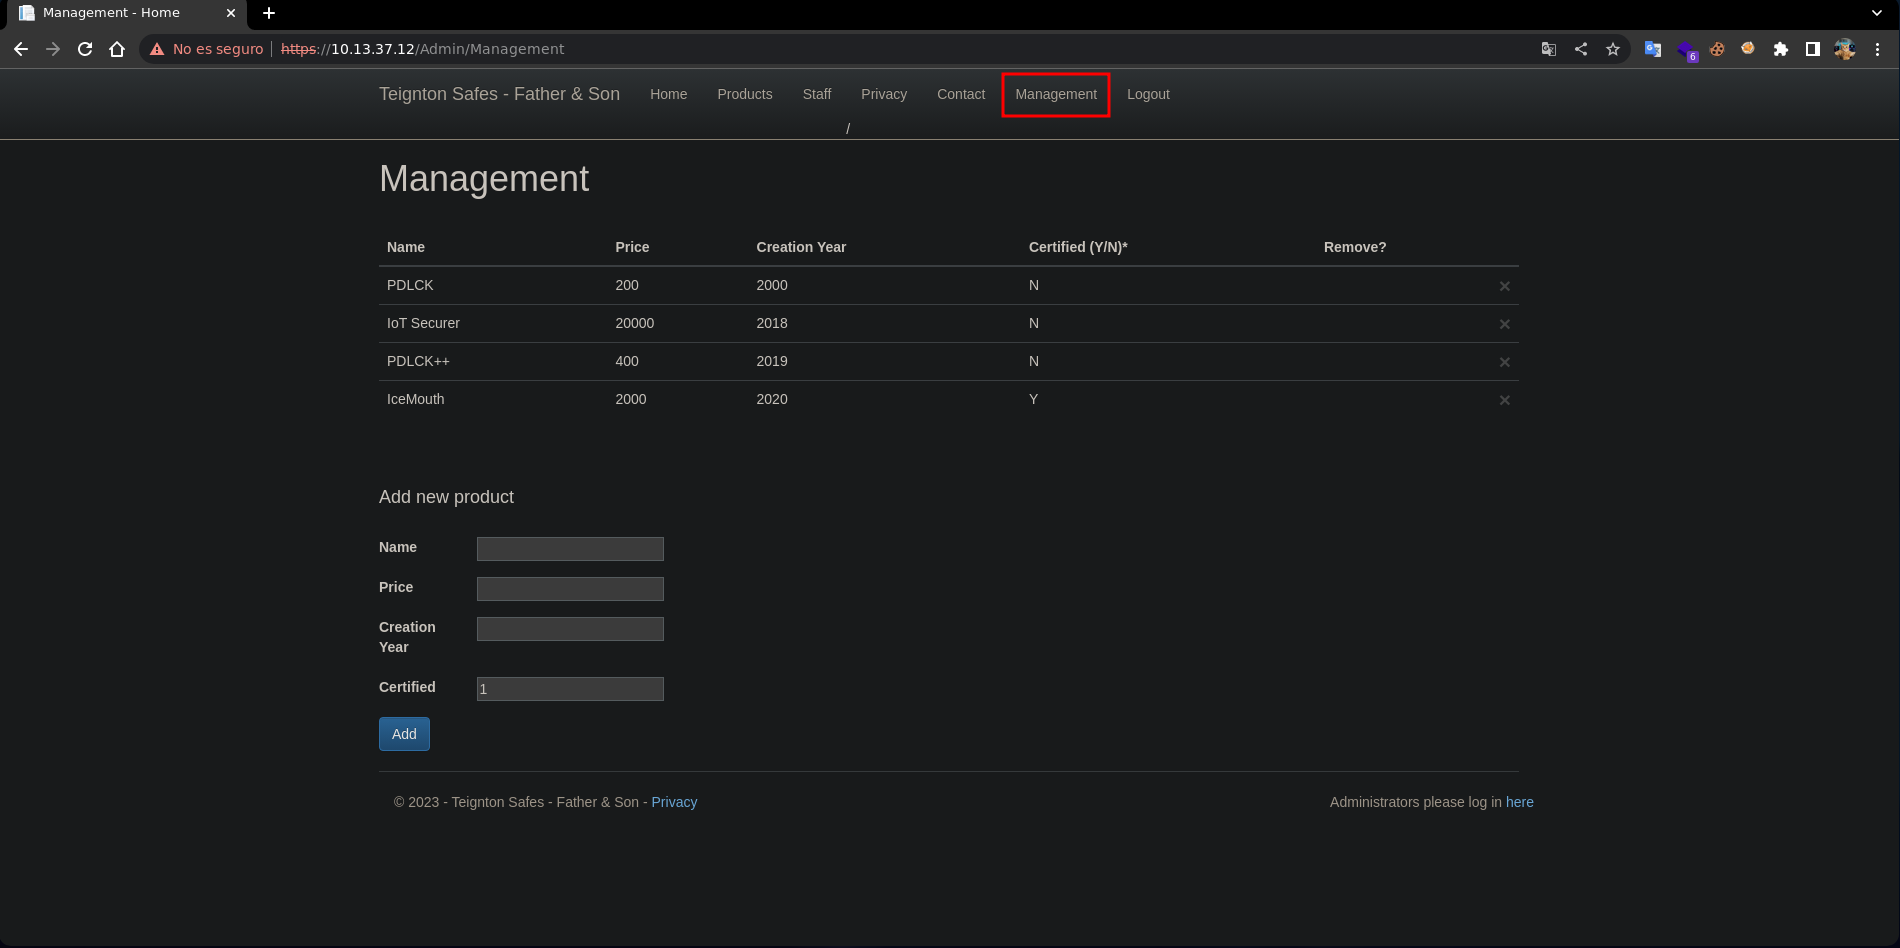 Management - Home
No es seguro https://10.13.37.12/Admin/Management
6
Teignton Safes - Father & Son Home Products Staff Privacy Contact Management Logout
/
Management
Name Price Creation Year Certified (Y/N)* Remove?
PDLCK 200 2000 N
IoT Securer 20000 2018 N
PDLCK++ 400 2019 N
IceMouth 2000 2020 Y
Add new product
Name
Price
Creation
Year
Certified 1
Add
© 2023 - Teignton Safes - Father & Son - Privacy Administrators please log in here